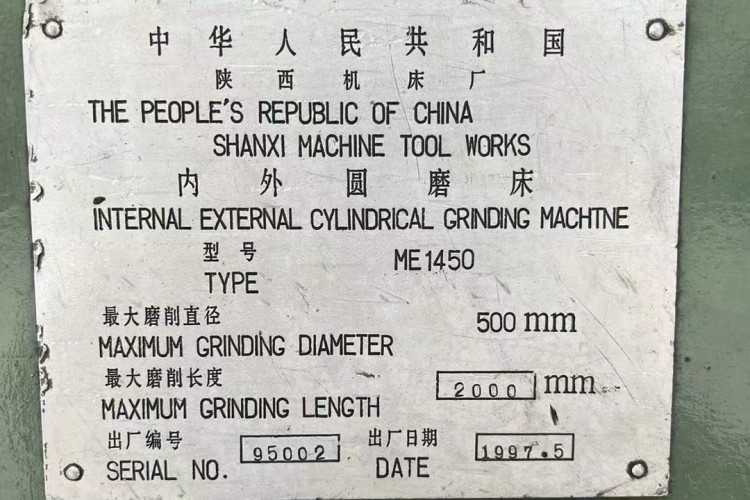 中华人民共和国
陕西机床厂
THE PEOPLE'S REPUBLIC OF CHINA
SHANXI MACHINE TOOL WORKS
内外圆磨床
INTERNAL EXTERNAL CYLINDRICAL GRINDING MACHTNE
型号 ME1450
TYPE
最大磨削直径 500 mm
MAXIMUM GRINDING DIAMETER
最大磨削长度 2000 mm
MAXIMUM GRINDING LENGTH
出厂编号 95002 出厂日期 1997.5
SERIAL NO. DATE